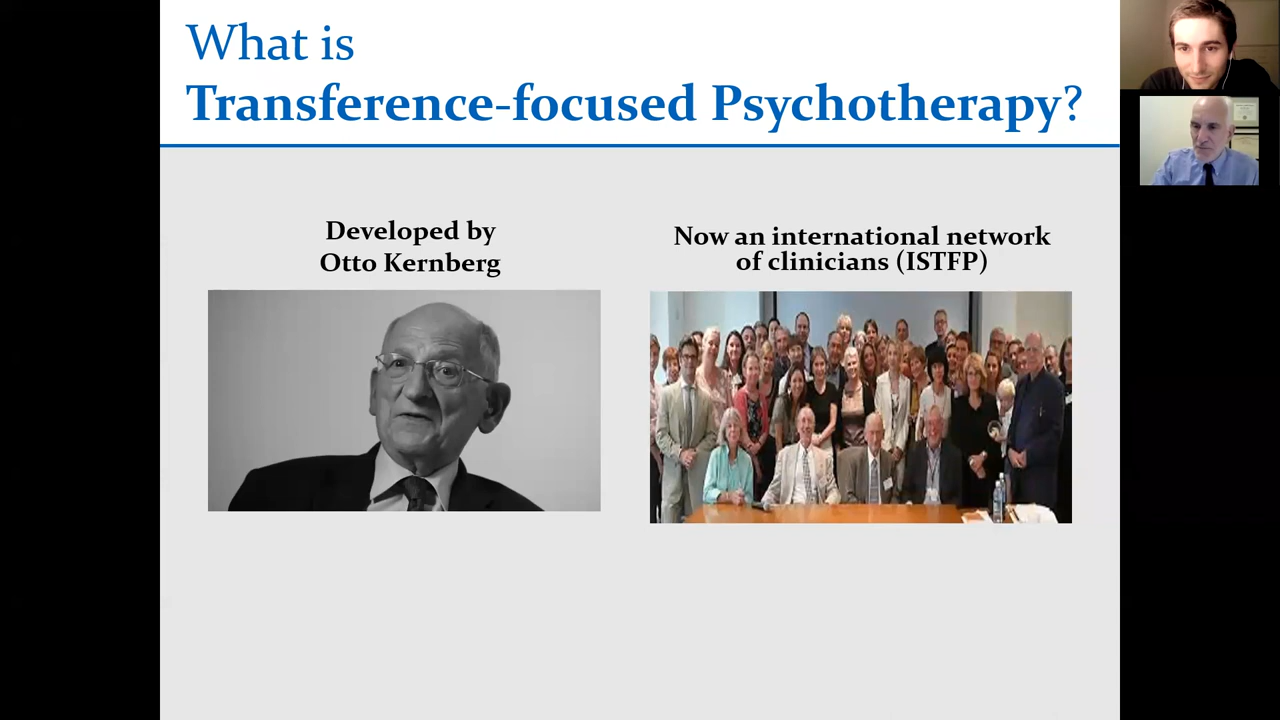 What is
Transference-focused Psychotherapy?
Developed by
Otto Kernberg
Now an international network
of clinicians (ISTFP)